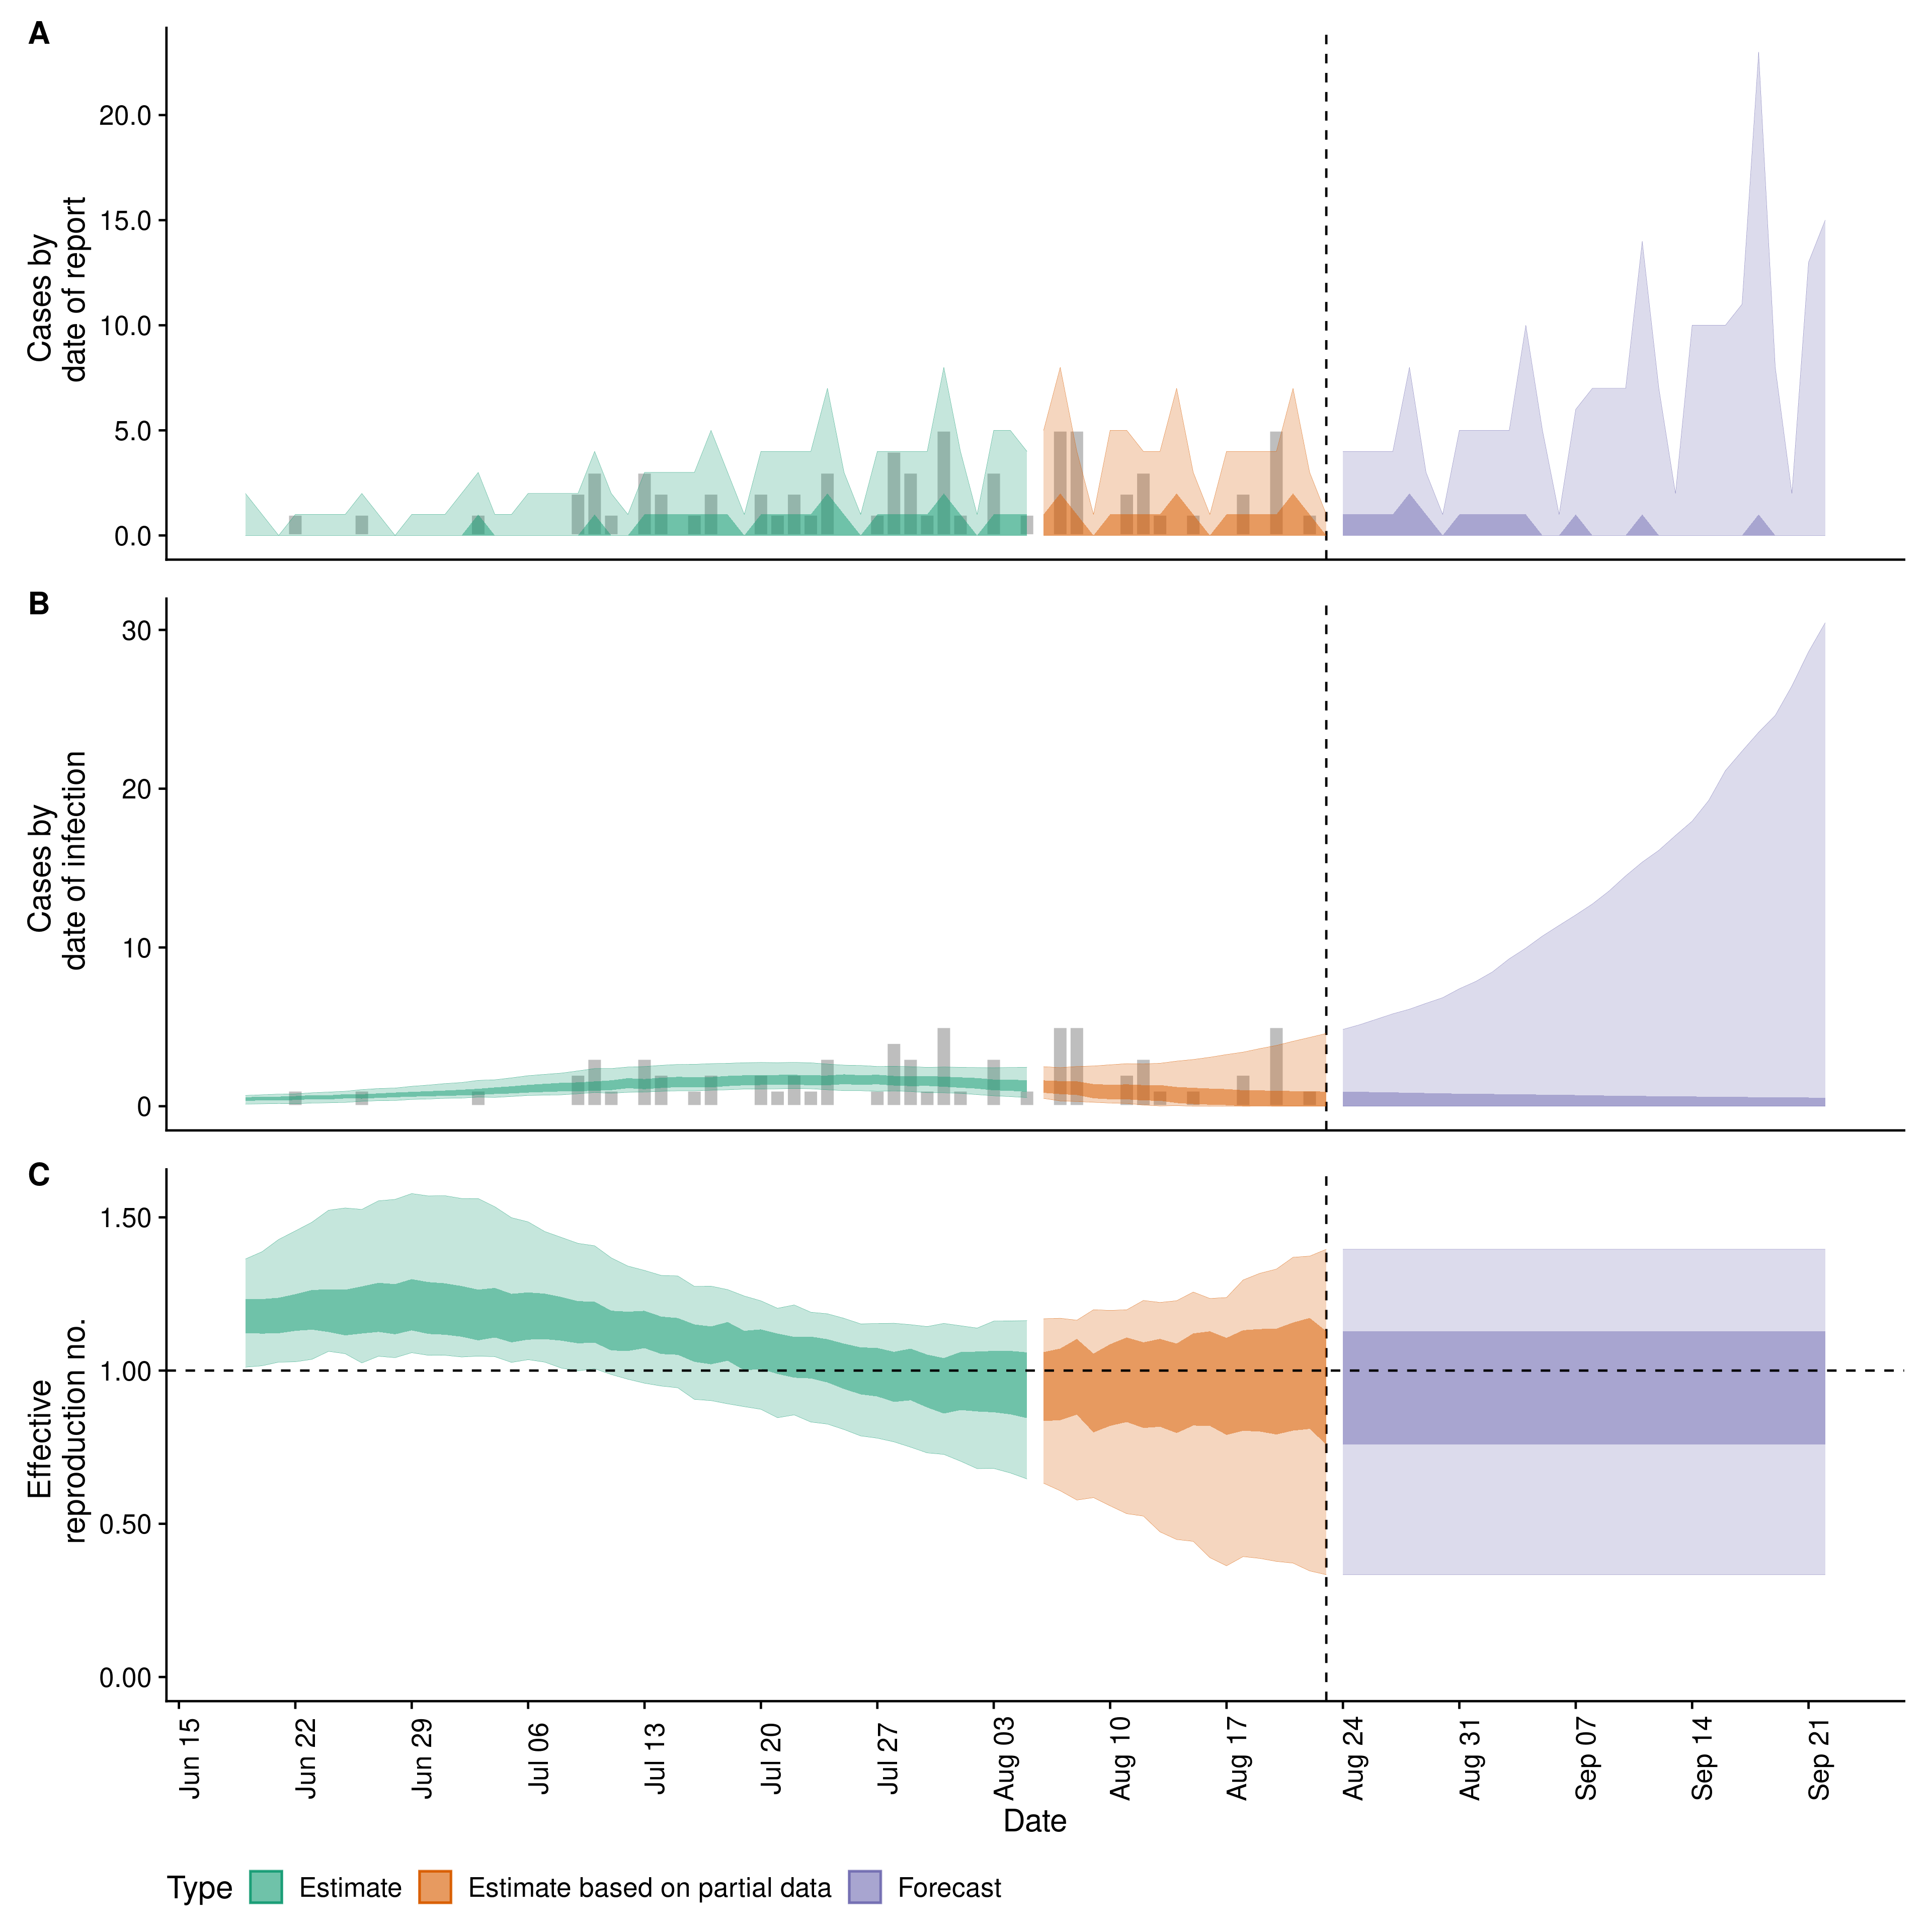 A
Cases by
date of report
20.0
15.0
10.0
5.0
0.0
B
Cases by
date of infection
30
20
10
0
C
Effective
reproduction no.
1.50
1.00
0.50
0.00
Jun 15
Jun 22
Jun 29
Jul 06
Jul 13
Jul 20
Jul 27
Aug 03
Aug 10
Aug 17
Aug 24
Aug 31
Sep 07
Sep 14
Sep 21
Date
Type Estimate Estimate based on partial data Forecast